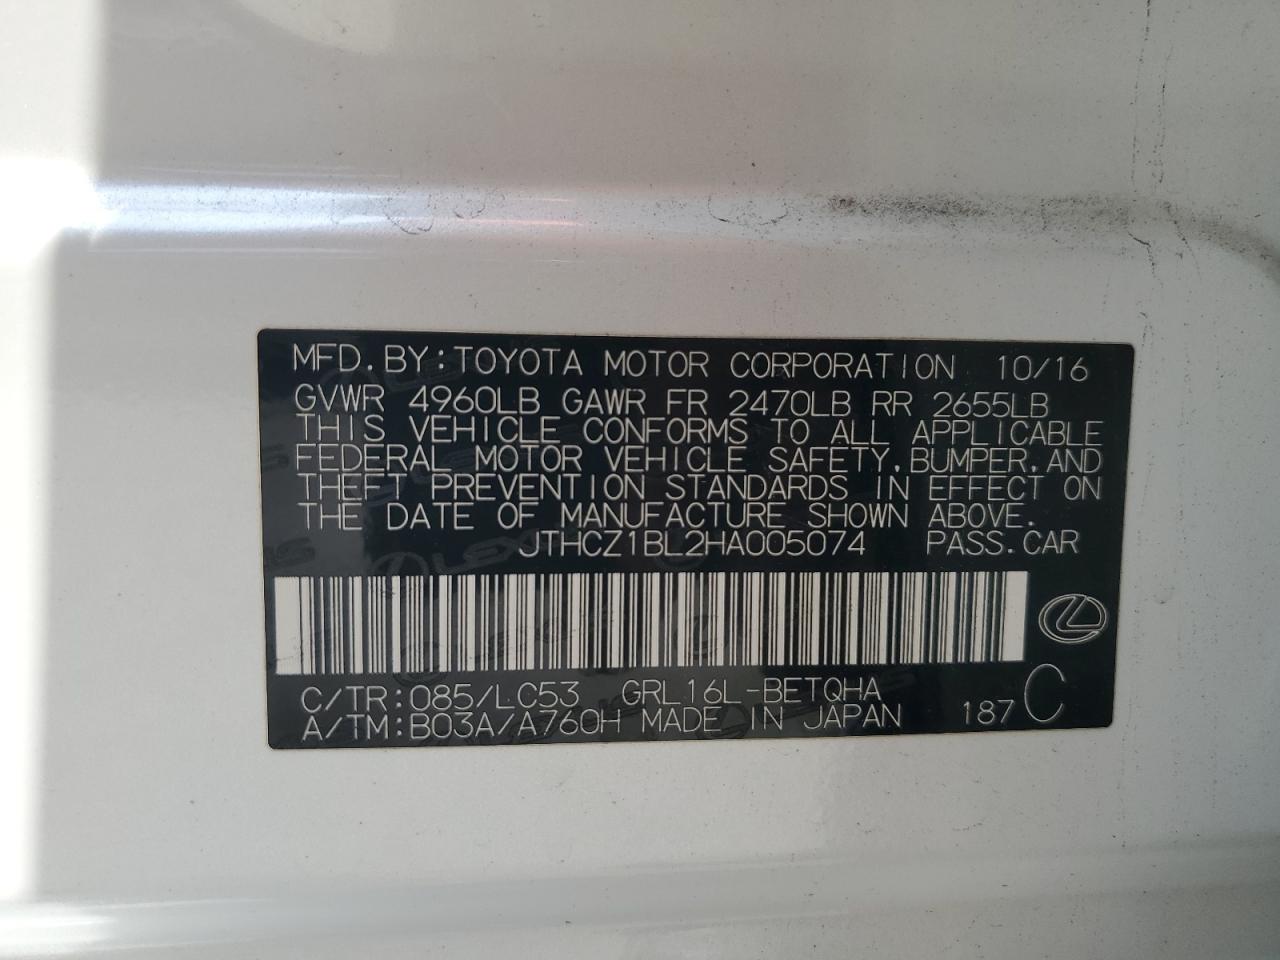 MFD.BY:TOYOTA MOTOR CORPORATION 10/16
GVWR 4960LB GAWR FR 2470LB RR 2655LB
THIS VEHICLE CONFORMS TO ALL APPLICABLE
FEDERAL MOTOR VEHICLE SAFETY,BUMPER,AND
THEFT PREVENTION STANDARDS IN EFFECT ON
THE DATE OF MANUFACTURE SHOWN ABOVE.
JTHCZ1BL2HA005074 PASS.CAR
C/TR:085/LC53 GRL16L-BETQHA
A/TM:B03A/A760H MADE IN JAPAN 187 C